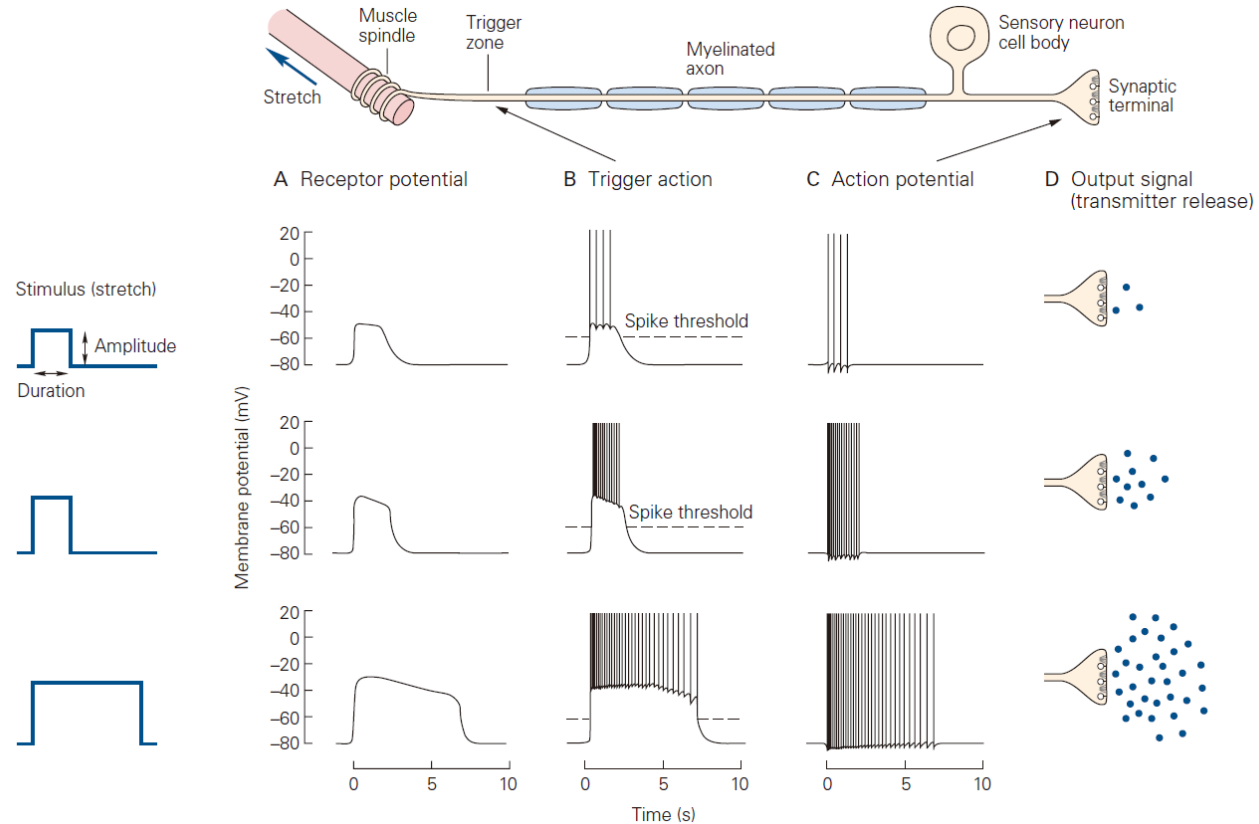 Muscle
spindle
Trigger
zone
Myelinated
axon
Sensory neuron
cell body
Stretch
Synaptic
terminal
A Receptor potential
B Trigger action
C Action potential
D Output signal
(transmitter release)
Stimulus (stretch)
Amplitude
Duration
Membrane potential (mV)
20
0
−20
−40
−60
−80
Spike threshold
20
0
−20
−40
−60
−80
Spike threshold
20
0
−20
−40
−60
−80
0 5 10
0 5 10
0 5 10
Time (s)